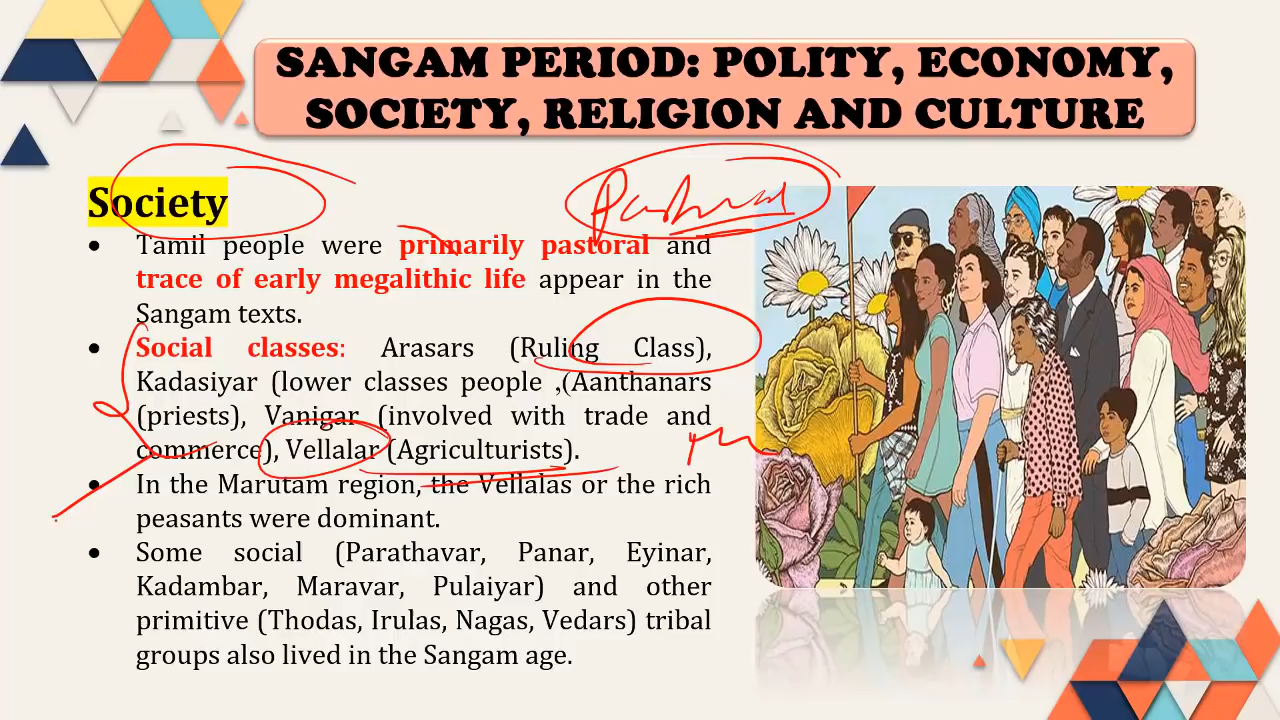 SANGAM PERIOD: POLITY, ECONOMY,
SOCIETY, RELIGION AND CULTURE
Pastoral
Society
• Tamil people were primarily pastoral and
trace of early megalithic life appear in the
Sangam texts.
• Social classes: Arasars (Ruling Class),
Kadasiyar (lower classes people ,(Aanthanars
(priests), Vanigar (involved with trade and
commerce), Vellalar (Agriculturists).
• In the Marutam region, the Vellalas or the rich
peasants were dominant.
• Some social (Parathavar, Panar, Eyinar,
Kadambar, Maravar, Pulaiyar) and other
primitive (Thodas, Irulas, Nagas, Vedars) tribal
groups also lived in the Sangam age.